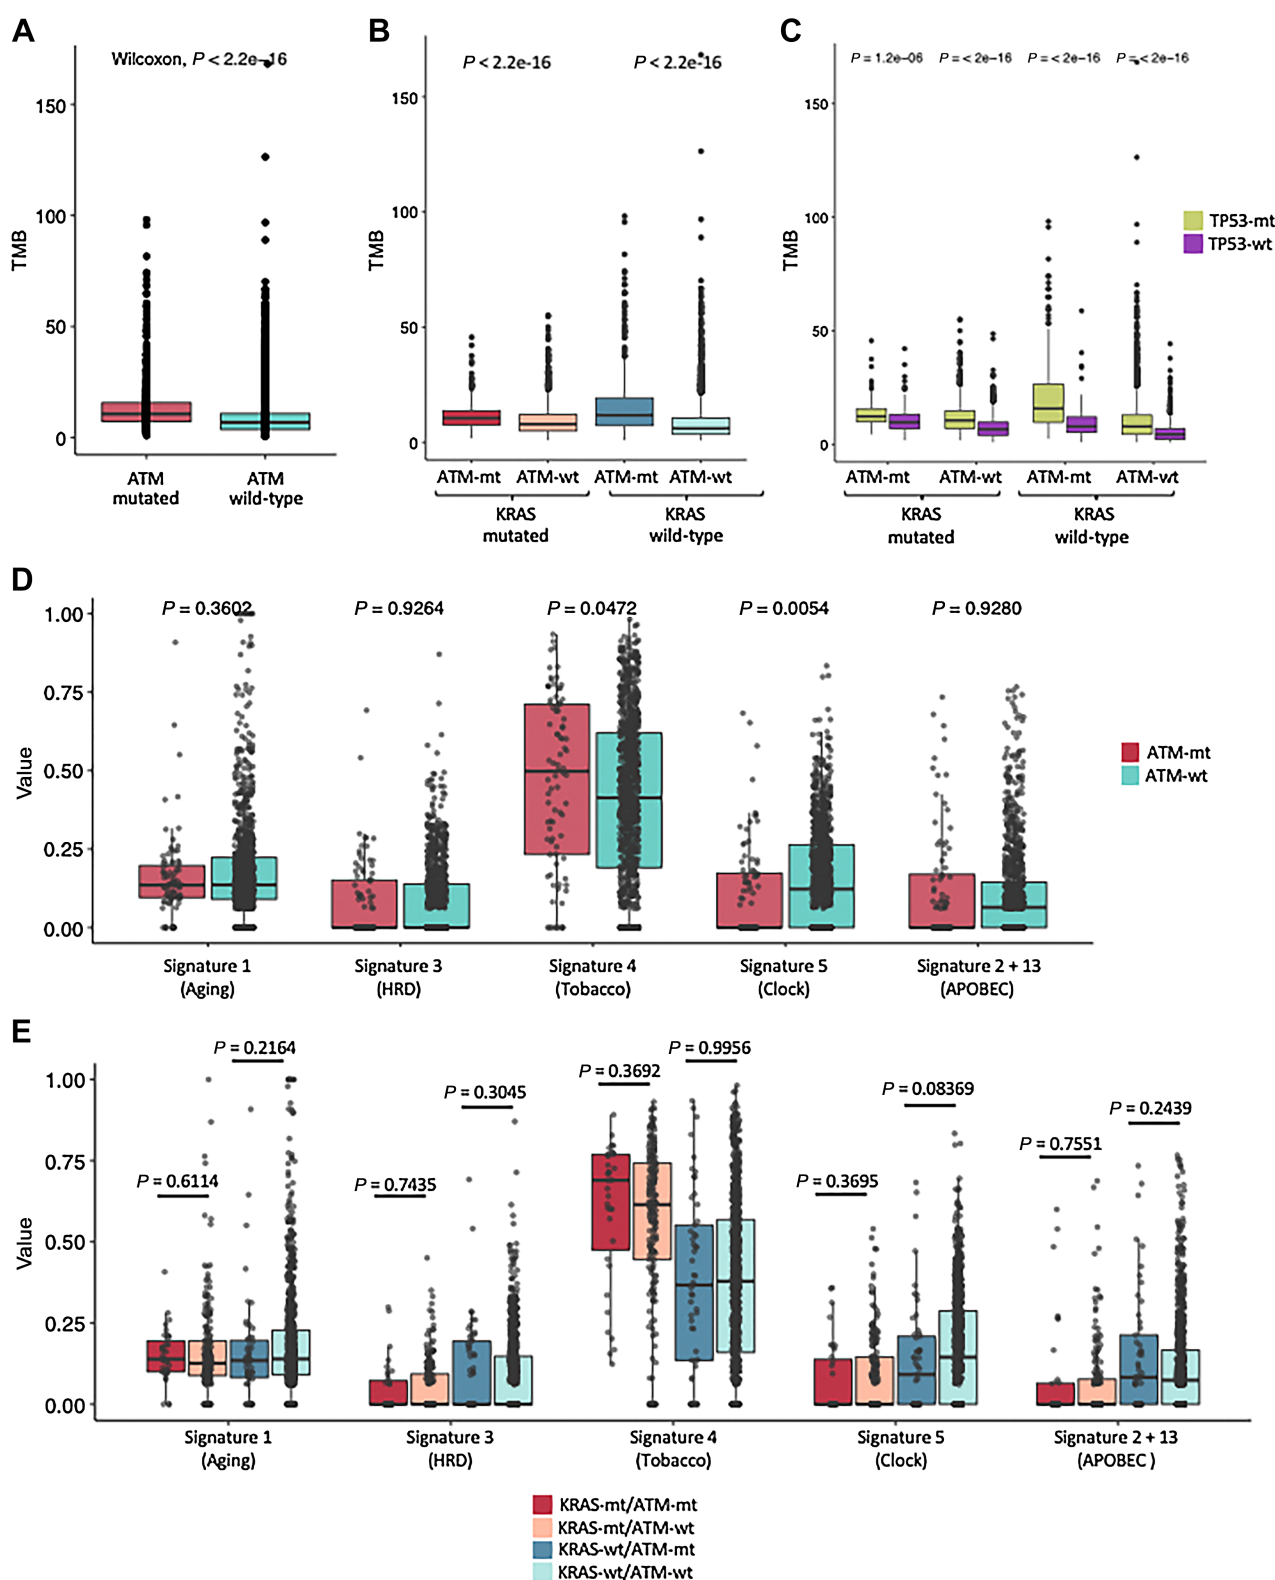 A
Wilcoxon, P < 2.2e−16
150
100
50
0
TMB
ATM mutated
ATM wild-type
B
P < 2.2e-16
P < 2.2e-16
150
100
50
0
TMB
ATM-mt
ATM-wt
ATM-mt
ATM-wt
KRAS mutated
KRAS wild-type
C
P = 1.2e−06
P =< 2e−16
P =< 2e−16
P =< 2e−16
150
100
50
0
TMB
TP53-mt
TP53-wt
ATM-mt
ATM-wt
ATM-mt
ATM-wt
KRAS mutated
KRAS wild-type
D
P = 0.3602
P = 0.9264
P = 0.0472
P = 0.0054
P = 0.9280
1.00
0.75
0.50
0.25
0.00
Value
ATM-mt
ATM-wt
Signature 1 (Aging)
Signature 3 (HRD)
Signature 4 (Tobacco)
Signature 5 (Clock)
Signature 2 + 13 (APOBEC)
E
P = 0.6114
P = 0.2164
P = 0.7435
P = 0.3045
P = 0.3692
P = 0.9956
P = 0.3695
P = 0.08369
P = 0.7551
P = 0.2439
1.00
0.75
0.50
0.25
0.00
Value
Signature 1 (Aging)
Signature 3 (HRD)
Signature 4 (Tobacco)
Signature 5 (Clock)
Signature 2 + 13 (APOBEC )
KRAS-mt/ATM-mt
KRAS-mt/ATM-wt
KRAS-wt/ATM-mt
KRAS-wt/ATM-wt